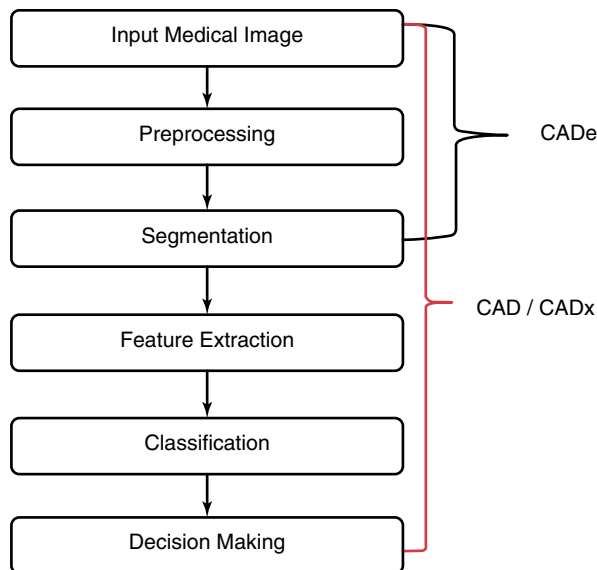 Input Medical Image
Preprocessing
CADe
Segmentation
CAD / CADx
Feature Extraction
Classification
Decision Making